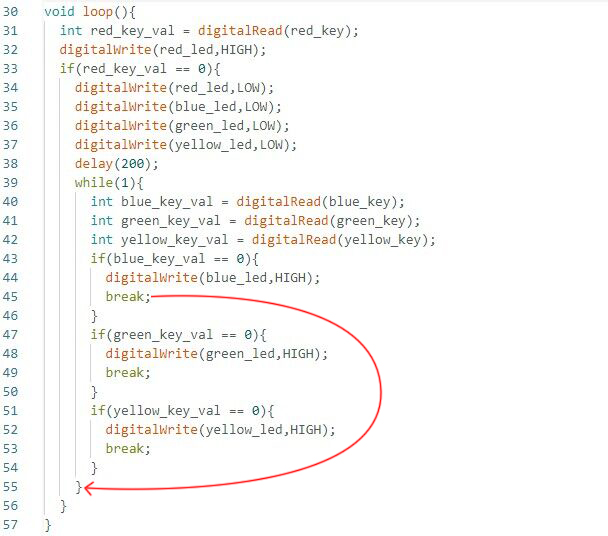 30 void loop(){
31   int red_key_val = digitalRead(red_key);
32   digitalWrite(red_led,HIGH);
33   if(red_key_val == 0){
34     digitalWrite(red_led,LOW);
35     digitalWrite(blue_led,LOW);
36     digitalWrite(green_led,LOW);
37     digitalWrite(yellow_led,LOW);
38     delay(200);
39     while(1){
40       int blue_key_val = digitalRead(blue_key);
41       int green_key_val = digitalRead(green_key);
42       int yellow_key_val = digitalRead(yellow_key);
43       if(blue_key_val == 0){
44         digitalWrite(blue_led,HIGH);
45         break;
46       }
47       if(green_key_val == 0){
48         digitalWrite(green_led,HIGH);
49         break;
50       }
51       if(yellow_key_val == 0){
52         digitalWrite(yellow_led,HIGH);
53         break;
54       }
55     }
56   }
57 }